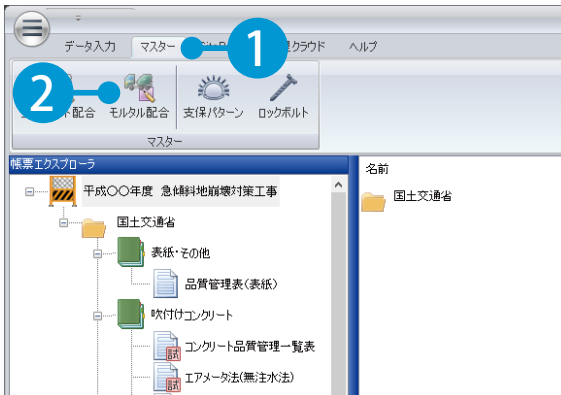 データ入力 マスター クラウド ヘルプ
1
2
ト配合 モルタル配合 支保パターン ロックボルト
マスター
帳票エクスプローラ
名前
平成〇〇年度 急傾斜地崩壊対策工事
国土交通省
国土交通省
表紙・その他
品質管理表(表紙)
吹付けコンクリート
コンクリート品質管理一覧表
試
エアメータ法(無注水法)
試